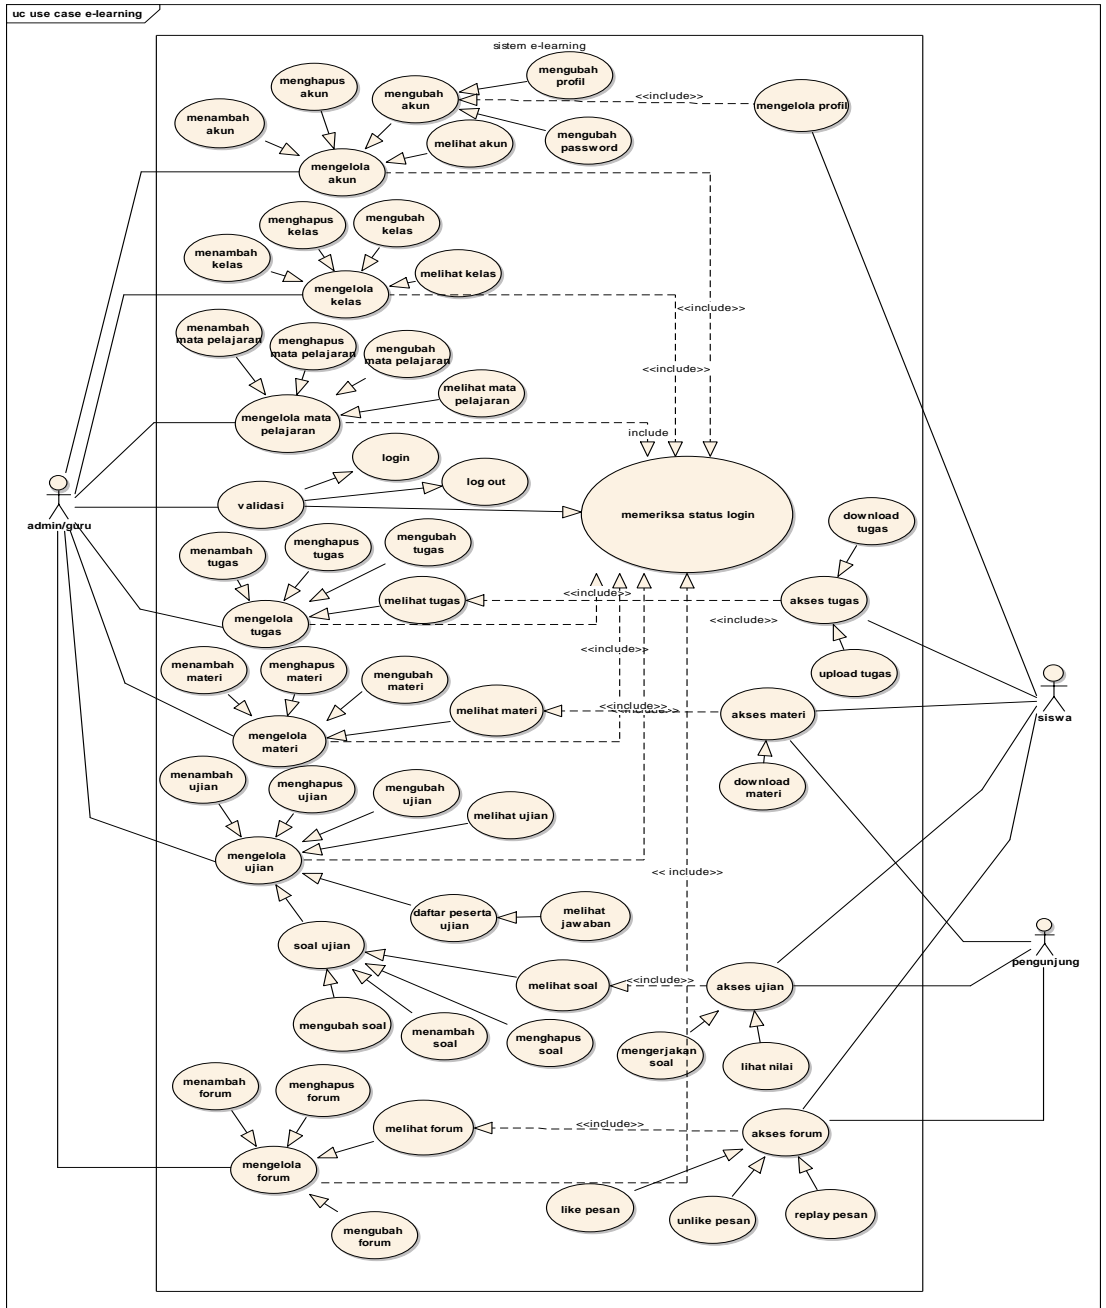 uc use case e-learning
sistem e-learning
mengubah
profil
menghapus
akun
mengubah
akun
<<include>>
mengelola profil
menambah
akun
melihat akun
mengubah
password
mengelola
akun
menghapus
kelas
mengubah
kelas
menambah
kelas
melihat kelas
mengelola
kelas
<<include>>
menambah
mata pelajaran
menghapus
mata pelajaran
mengubah
mata pelajaran
<<include>>
melihat mata
pelajaran
mengelola mata
pelajaran
include
login
log out
validasi
memeriksa status login
admin/guru
download
tugas
menambah
tugas
menghapus
tugas
mengubah
tugas
melihat tugas
<<include>>
akses tugas
mengelola
tugas
<<include>>
<<include>>
menambah
materi
menghapus
materi
mengubah
materi
upload tugas
melihat materi
<<include>>
akses materi
siswa
mengelola
materi
menambah
ujian
menghapus
ujian
mengubah
ujian
download
materi
melihat ujian
mengelola
ujian
<< include>>
daftar peserta
ujian
melihat
jawaban
soal ujian
pengunjung
melihat soal
<<include>>
akses ujian
mengubah soal
menambah
soal
menghapus
soal
mengerjakan
soal
lihat nilai
menambah
forum
menghapus
forum
melihat forum
<<include>>
akses forum
mengelola
forum
like pesan
unlike pesan
replay pesan
mengubah
forum